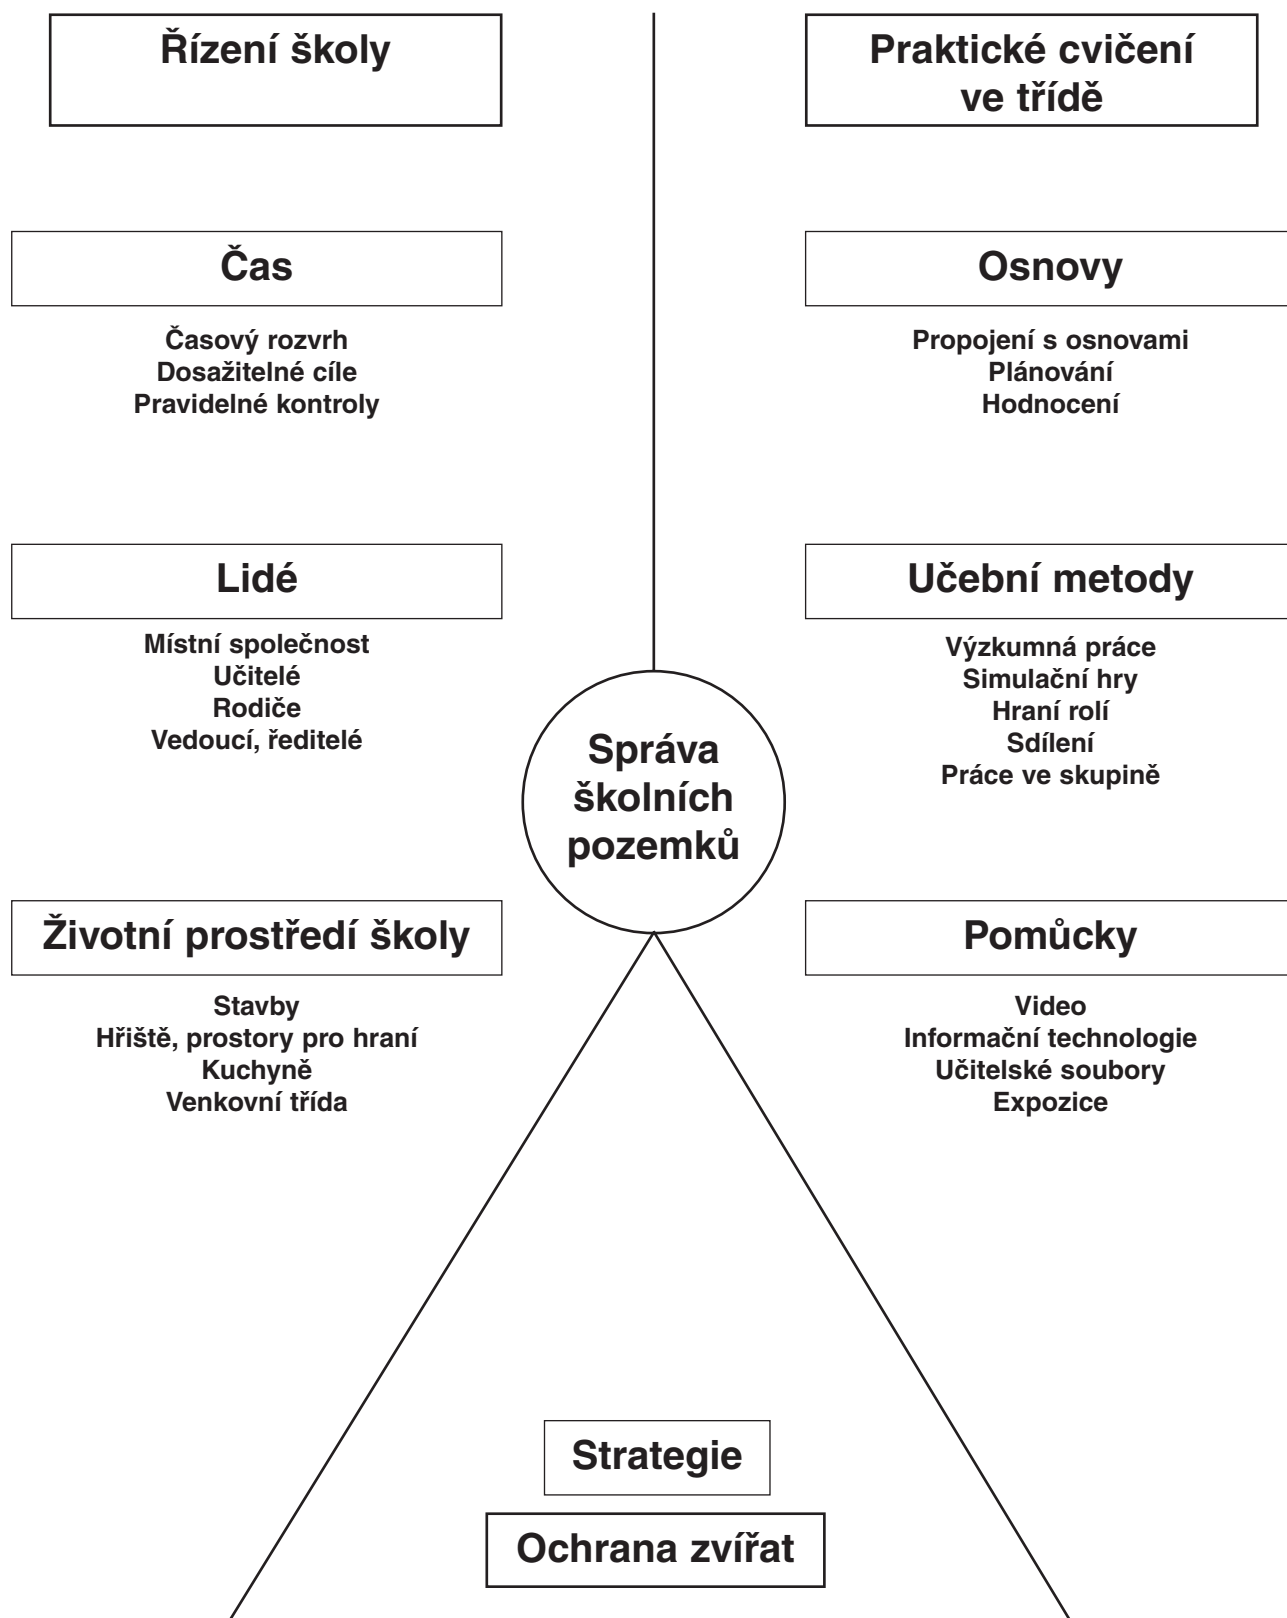 Řízení školy
Čas
Časový rozvrh
Dosažitelné cíle
Pravidelné kontroly
Lidé
Místní společnost
Učitelé
Rodiče
Vedoucí, ředitelé
Životní prostředí školy
Stavby
Hřiště, prostory pro hraní
Kuchyně
Venkovní třída
Správa
školních
pozemků
Praktické cvičení
ve třídě
Osnovy
Propojení s osnovami
Plánování
Hodnocení
Učební metody
Výzkumná práce
Simulační hry
Hraní rolí
Sdílení
Práce ve skupině
Pomůcky
Video
Informační technologie
Učitelské soubory
Expozice
Strategie
Ochrana zvířat